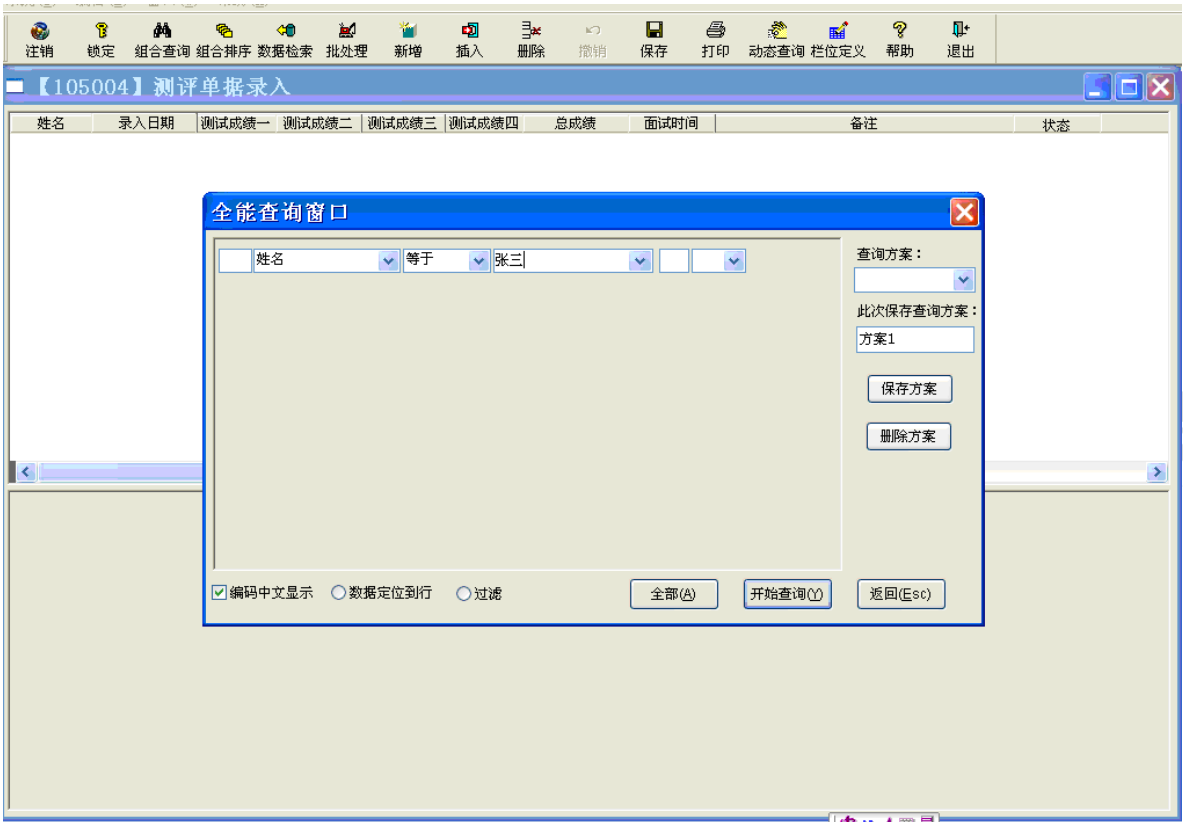 注销 锁定 组合查询 组合排序 数据检索 批处理 新增 插入 删除 撤销 保存 打印 动态查询 栏位定义 帮助 退出
【105004】测评单据录入
姓名 录入日期 测试成绩一 测试成绩二 测试成绩三 测试成绩四 总成绩 面试时间 备注 状态
全能查询窗口
姓名 等于 张三
查询方案：
此次保存查询方案：
方案1
保存方案
删除方案
编码中文显示 数据定位到行 过滤 全部(A) 开始查询(Y) 返回(Esc)